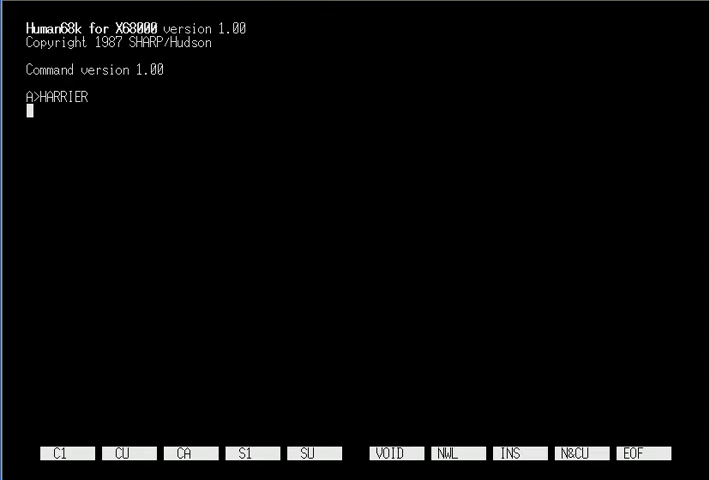 Human68k for X68000 version 1.00
Copyright 1987 SHARP/Hudson
Command version 1.00
A>HARRIER
C1 CU CA S1 SU VOID NWL INS N&CU EOF